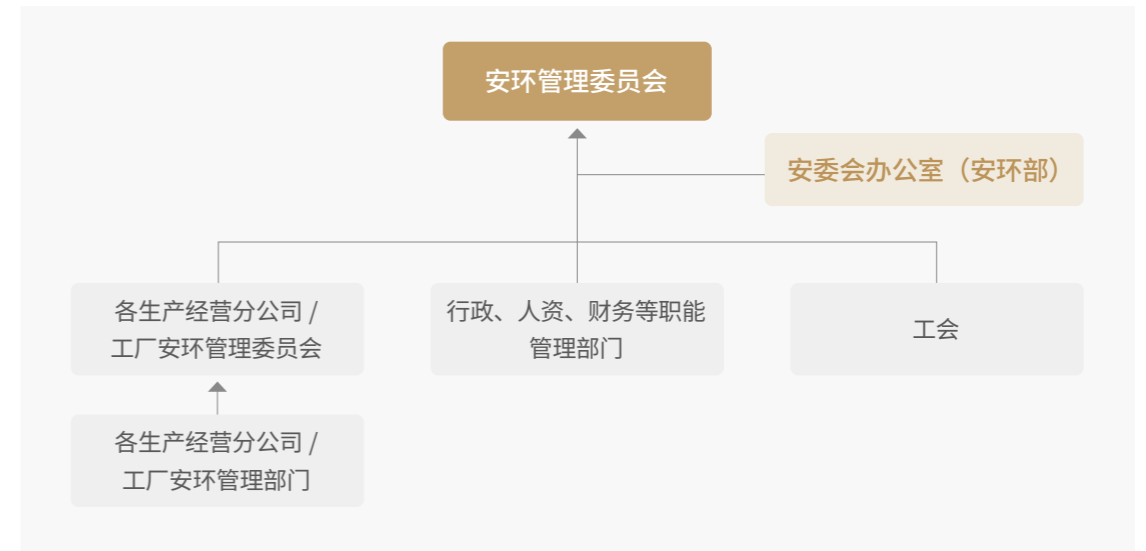 安环管理委员会
安委会办公室（安环部）
各生产经营分公司 /
工厂安环管理委员会
行政、人资、财务等职能
管理部门
工会
各生产经营分公司 /
工厂安环管理部门